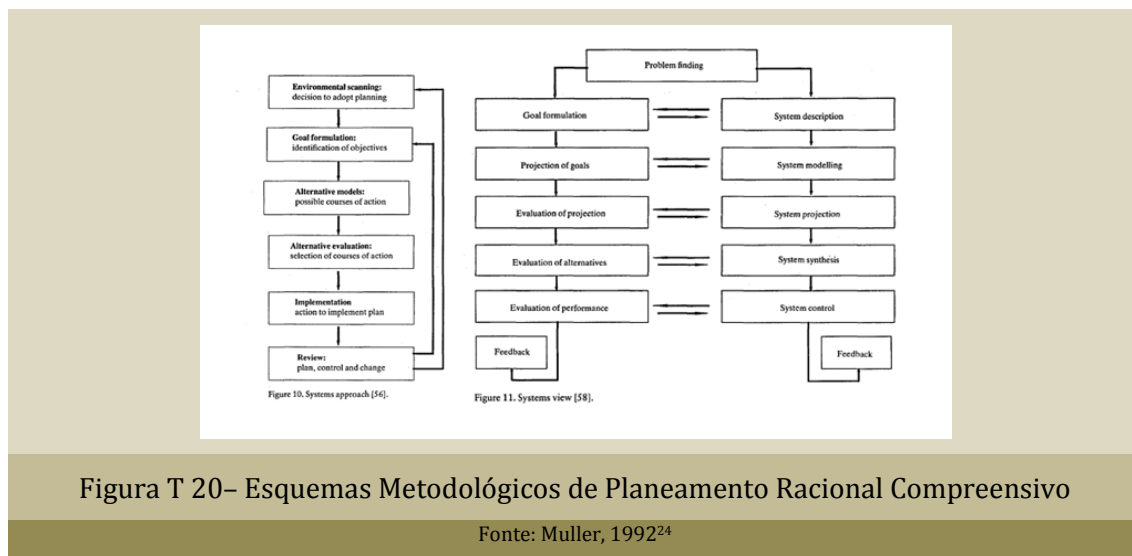 Environmental scanning:
decision to adopt planning
Goal formulation:
identification of objectives
Alternative models:
possible courses of action
Alternative evaluation:
selection of courses of action
Implementation
action to implement plan
Review:
plan, control and change
Figure 10. Systems approach [56].
Problem finding
Goal formulation
System description
Projection of goals
System modelling
Evaluation of projection
System projection
Evaluation of alternatives
System synthesis
Evaluation of performance
System control
Feedback
Feedback
Figure 11. Systems view [58].
Figura T 20– Esquemas Metodológicos de Planeamento Racional Compreensivo
Fonte: Muller, 1992²⁴